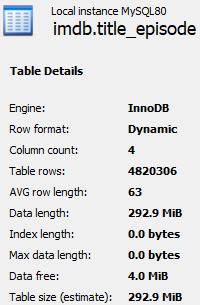 Local instance MySQL80
imdb.title_episode
Table Details
Engine: InnoDB
Row format: Dynamic
Column count: 4
Table rows: 4820306
AVG row length: 63
Data length: 292.9 MiB
Index length: 0.0 bytes
Max data length: 0.0 bytes
Data free: 4.0 MiB
Table size (estimate): 292.9 MiB